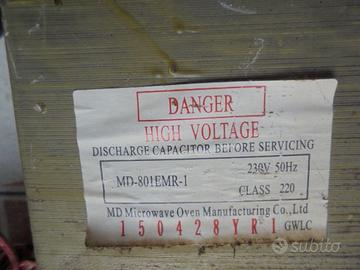 DANGER
HIGH VOLTAGE
DISCHARGE CAPACITOR BEFORE SERVICING
MD-801EMR-1
230V 50Hz
CLASS 220
MD Microwave Oven Manufacturing Co.,Ltd
150428YR1 GWLC
subito